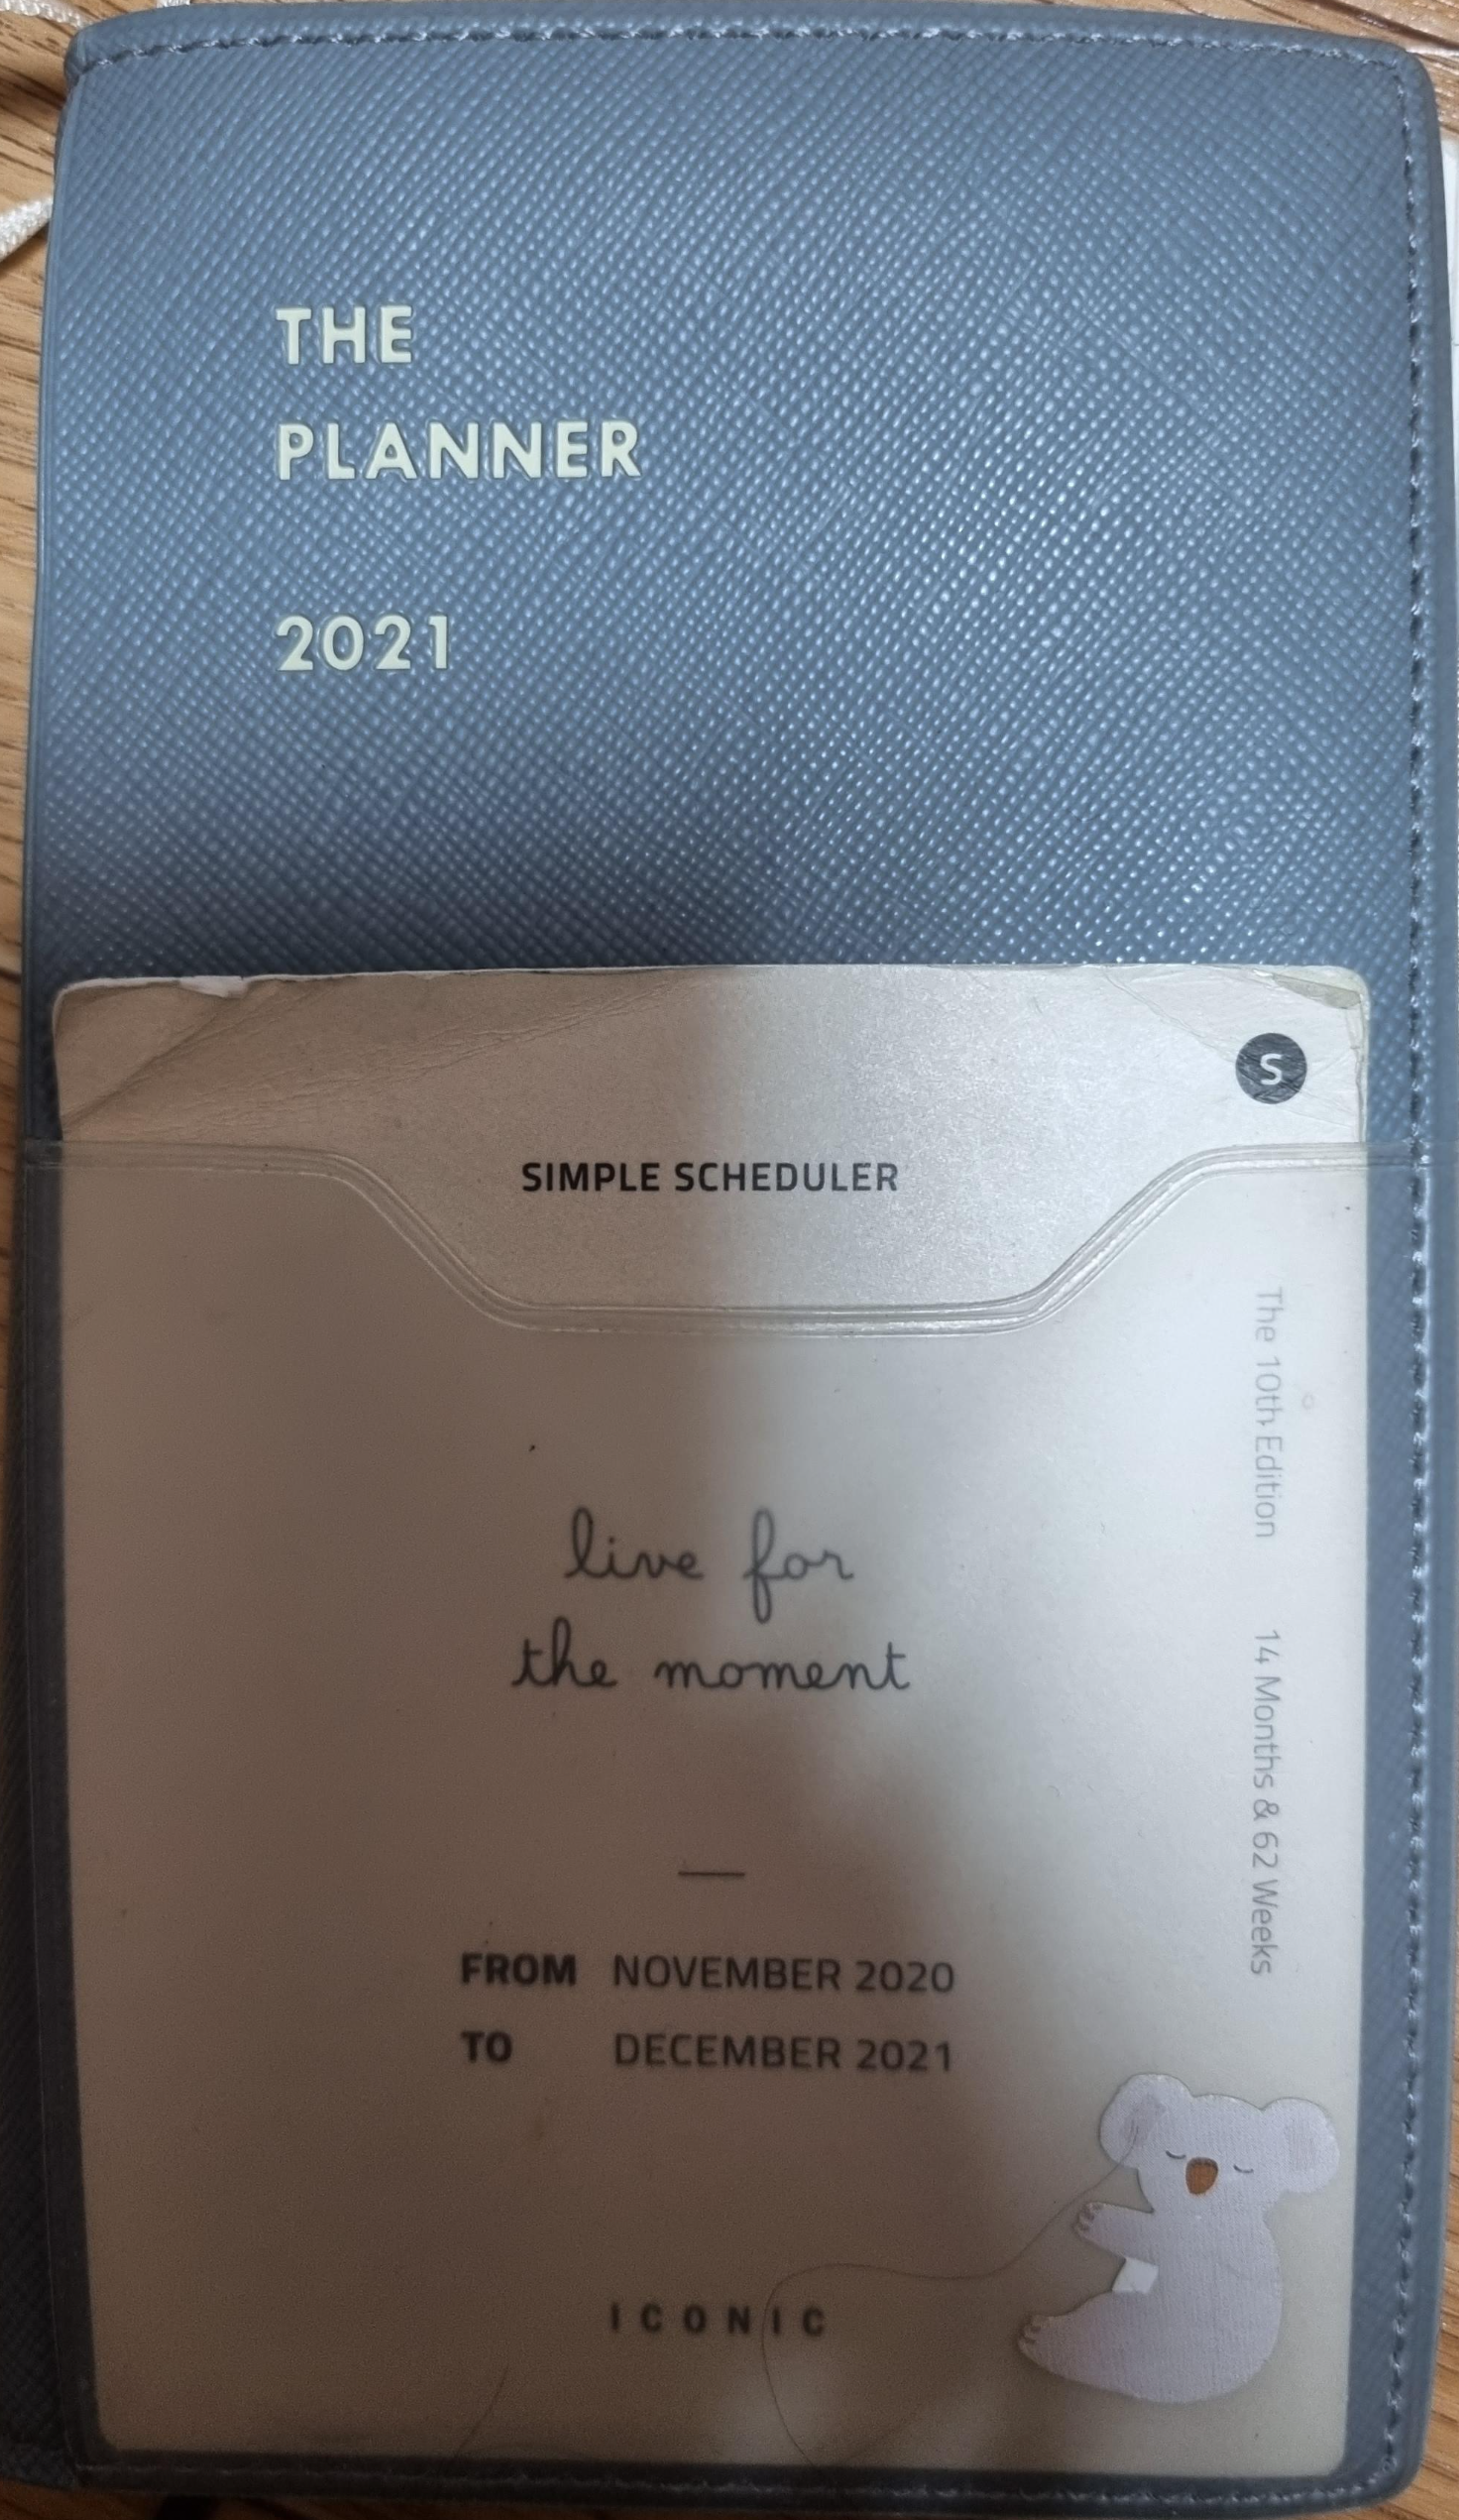 THE
PLANNER
2021
S
SIMPLE SCHEDULER
The 10th Edition 14 Months & 62 Weeks
live for
the moment
FROM NOVEMBER 2020
TO DECEMBER 2021
ICONIC